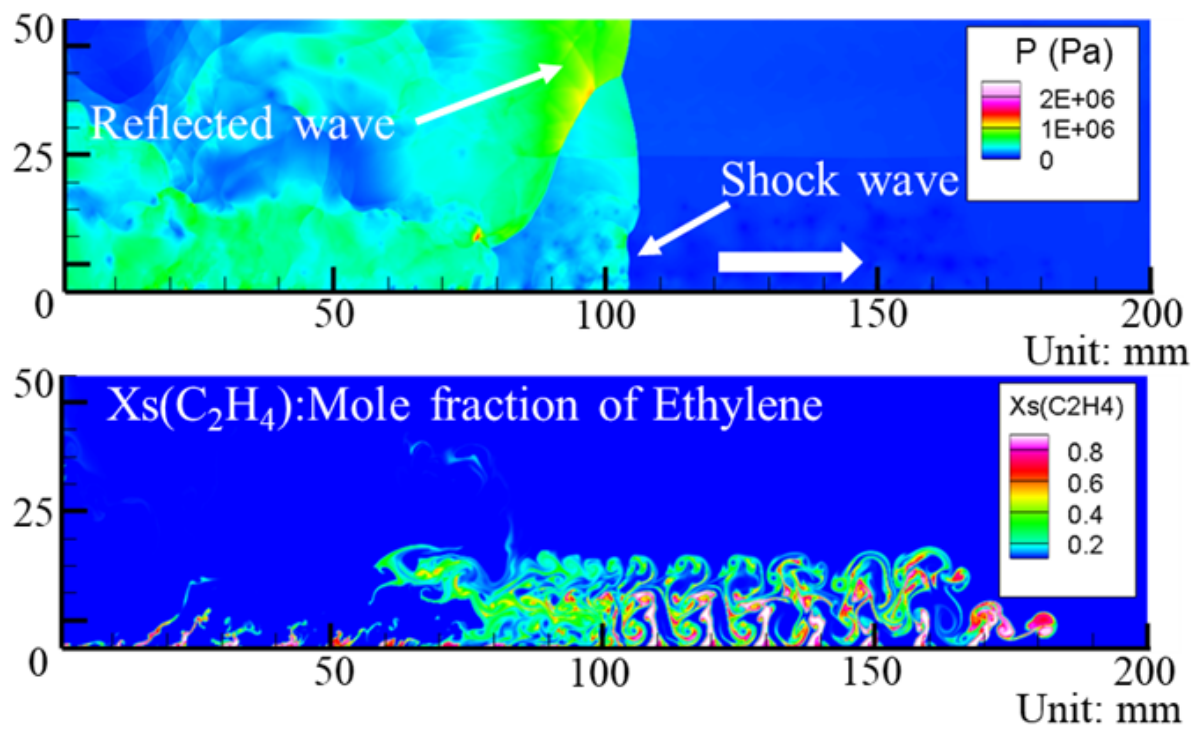 50
25
0
Reflected wave
Shock wave
P (Pa)
2E+06
1E+06
0
50 100 150 200
Unit: mm
50
25
0
Xs(C₂H₄):Mole fraction of Ethylene
Xs(C2H4)
0.8
0.6
0.4
0.2
50 100 150 200
Unit: mm